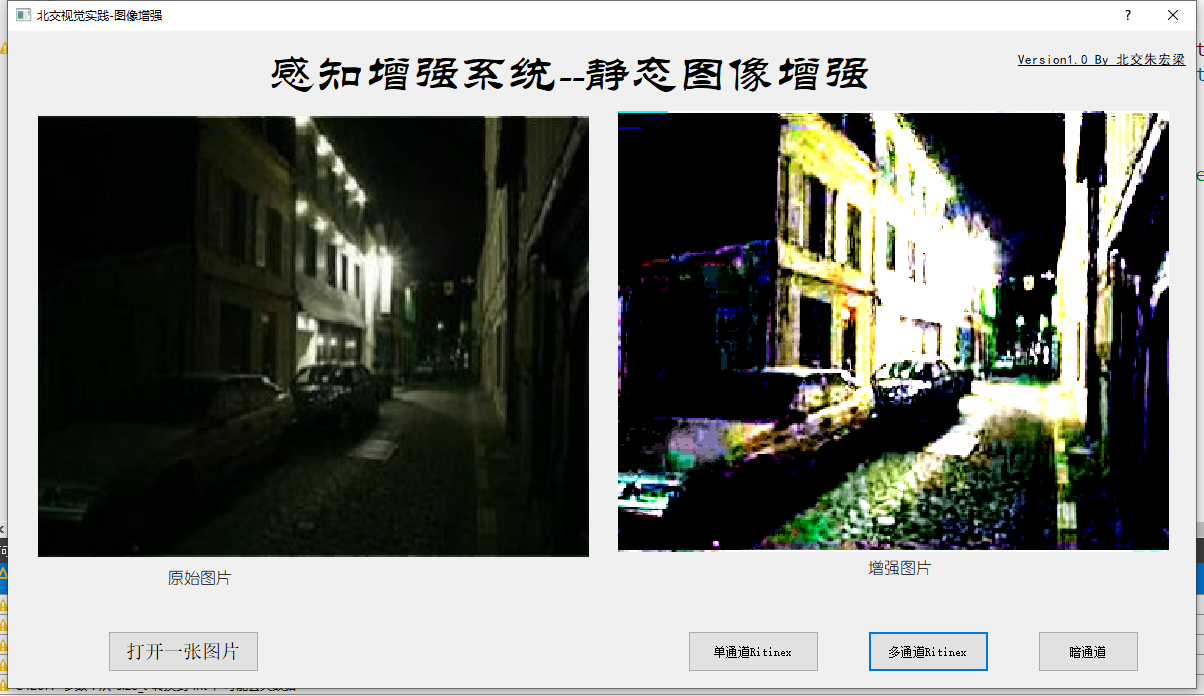 北交视觉实践-图像增强
感知增强系统--静态图像增强
Version1.0 By 北交朱宏梁
原始图片
增强图片
打开一张图片
单通道Ritinex
多通道Ritinex
暗通道